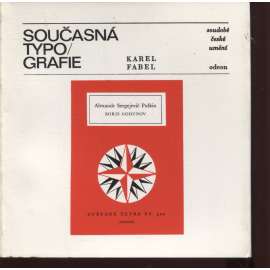 SOUČASNÁ
TYPO/
GRAFIE
KAREL
FABEL
soudobé
české
umění
odeon
Alexandr Sergejevič Puškin
BORIS GODUNOV